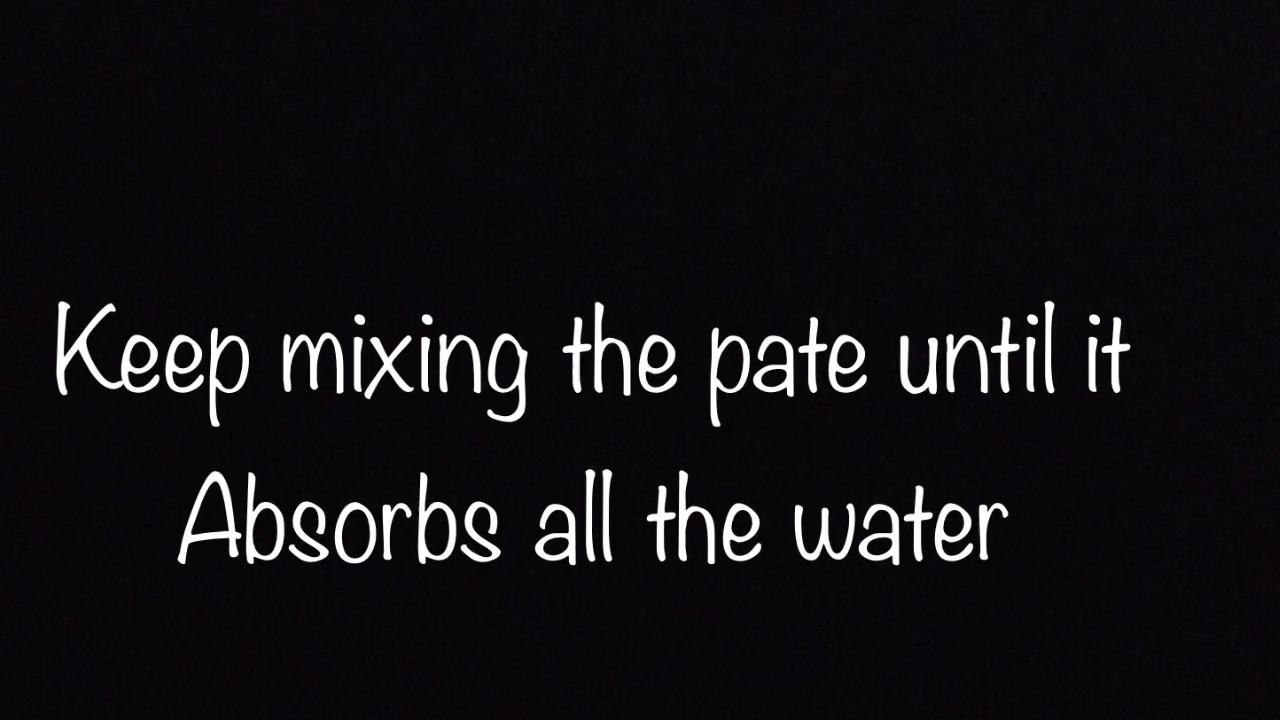 Keep mixing the pate until it
Absorbs all the water